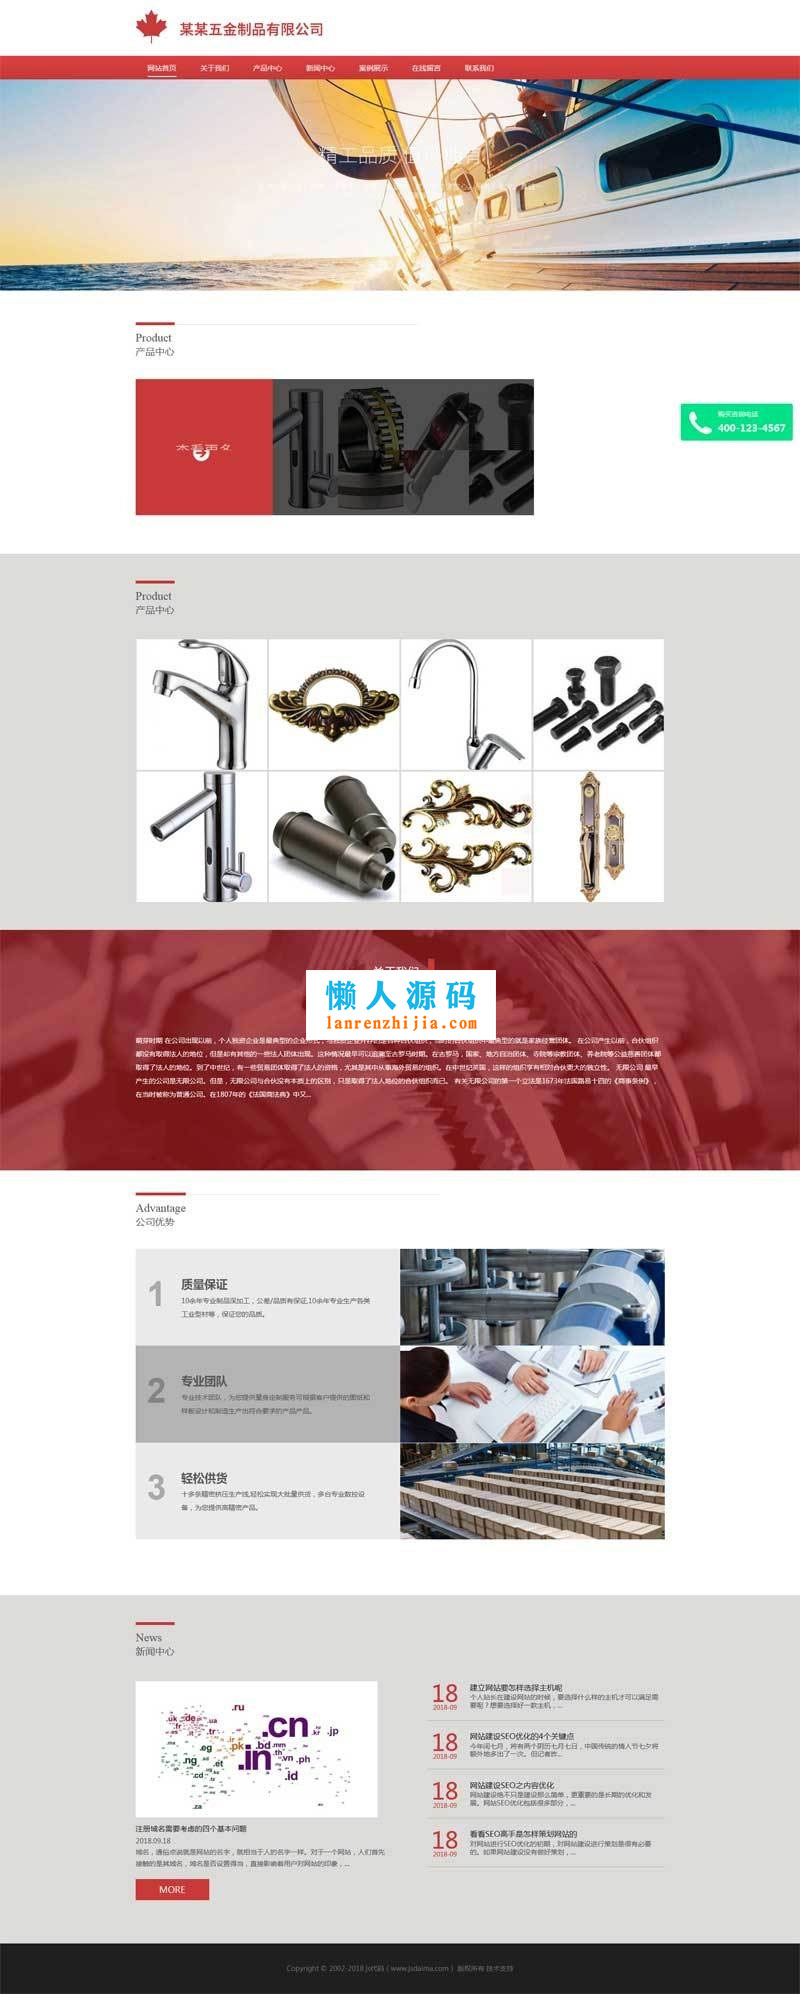 某某五金制品有限公司
网站首页 关于我们 产品中心 新闻中心 案例展示 在线留言 联系我们
精工品质
Product
产品中心
查看更多
购买咨询电话
400-123-4567
Product
产品中心
关于我们
懒人源码
lanrenzhijia.com
萌芽时期 在公司出现以前，个人独资企业是最典型的企业形式；
都没有取得法人的地位，但是却有其他的一些法人团体出现。这种情况最早可以追溯至古罗马时期。在古罗马，国家、地方自治团体、寺院等宗教团体、养老院等公益慈善团体都
取得了法人的地位。到了中世纪，有一些贸易团体取得了法人的资格，尤其是其中从事海外贸易的组织。在中世纪英国，这样的组织享有相对合伙更大的独立性。 无限公司 最早
产生的公司是无限公司。但是，无限公司与合伙没有本质上的区别，只是取得了法人地位的合伙组织而已。 有关无限公司的第一个立法是1673年法国路易十四的《商事条例》，
在当时被称为普通公司。在1807年的《法国商法典》中又...
Advantage
公司优势
1
质量保证
10余年专业制品深加工，公差/品质有保证,10余年专业生产各类
工业型材等，保证您的品质。
2
专业团队
专业技术团队，为您提供量身定制服务可根据客户提供的图纸和
样板设计和制造生产出符合要求的产品产品。
3
轻松供货
十多条精密挤压生产线,轻松实现大批量供货，多台专业数控设
备，为您提供高精密产品。
News
新闻中心
.cn
.in
.ru
.jp
.uk
.de
.ua
.fr
.tr
.kr
.eg
.pk
.bd
.mm
.th
.vn
.ph
.ng
.et
.cd
.ug
.id
.za
注册域名需要考虑的四个基本问题
2018.09.18
域名，通俗点说就是网站的名字，就相当于人的名字一样。对于一个网站，人们首先
接触的是其域名，域名是否设置得当，直接影响着用户对网站的印象，...
MORE
18
2018-09
建立网站要怎样选择主机呢
个人站长在建设网站的时候，要选择什么样的主机才可以满足需
要呢？想要选择好一款主机，...
18
2018-09
网站建设SEO优化的4个关键点
今年闰七月，将有两个阴历七月七日，中国传统的情人节七夕将
额外地多出了一次。但记者昨...
18
2018-09
网站建设SEO之内容优化
网站建设绝不只是建设那么简单，更重要的是长期的优化和发
展。网站SEO优化包括很多部分，...
18
2018-09
看看SEO高手是怎样策划网站的
对网站进行SEO优化的初期，对网站建设进行策划是很有必要
的。如果网站建设没有做好策划，...
Copyright © 2002-2018 js代码（www.jsdaima.com） 版权所有 技术支持